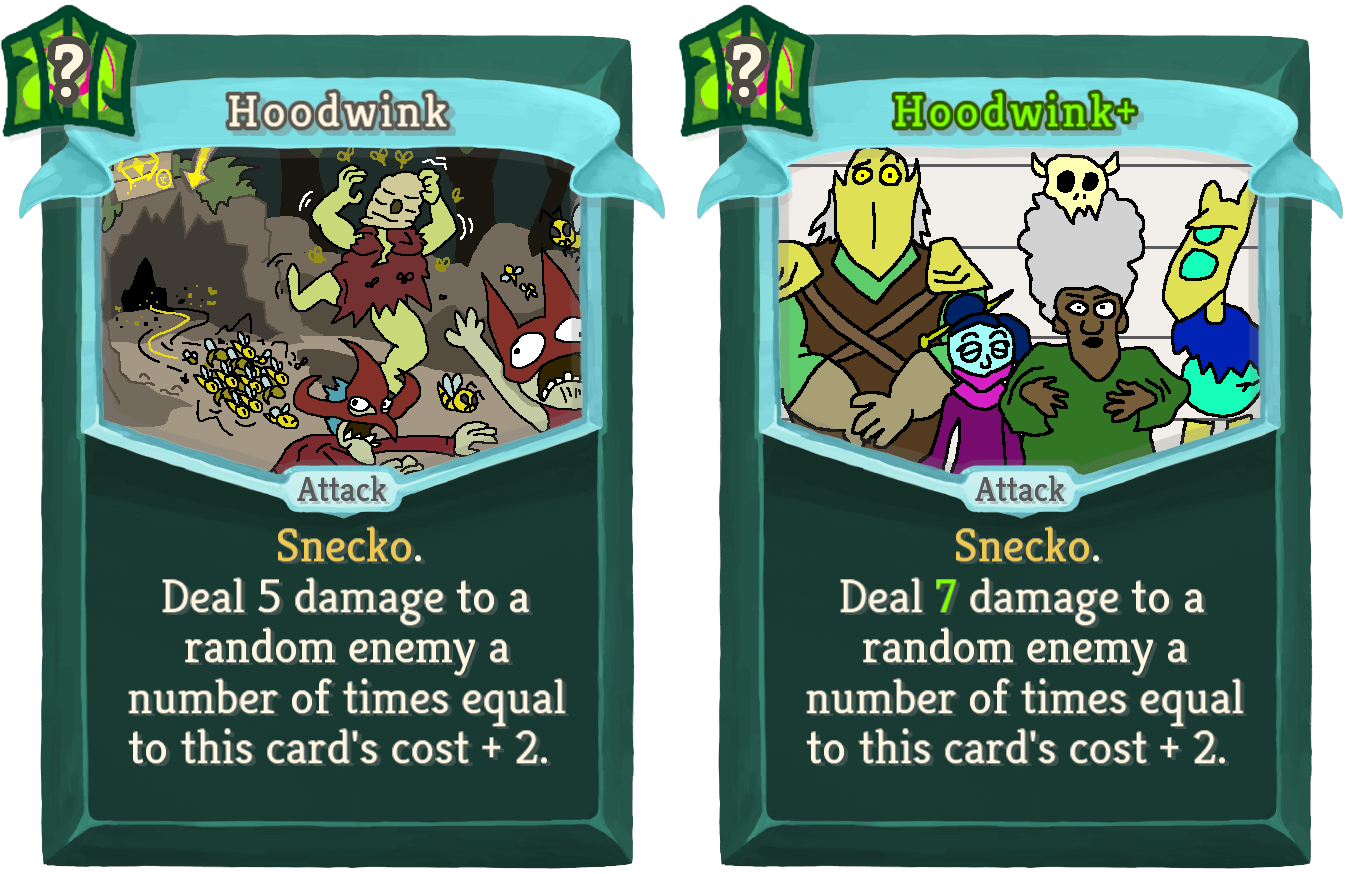 ?
Hoodwink
Attack
Snecko.
Deal 5 damage to a
random enemy a
number of times equal
to this card's cost + 2.
?
Hoodwink+
Attack
Snecko.
Deal 7 damage to a
random enemy a
number of times equal
to this card's cost + 2.